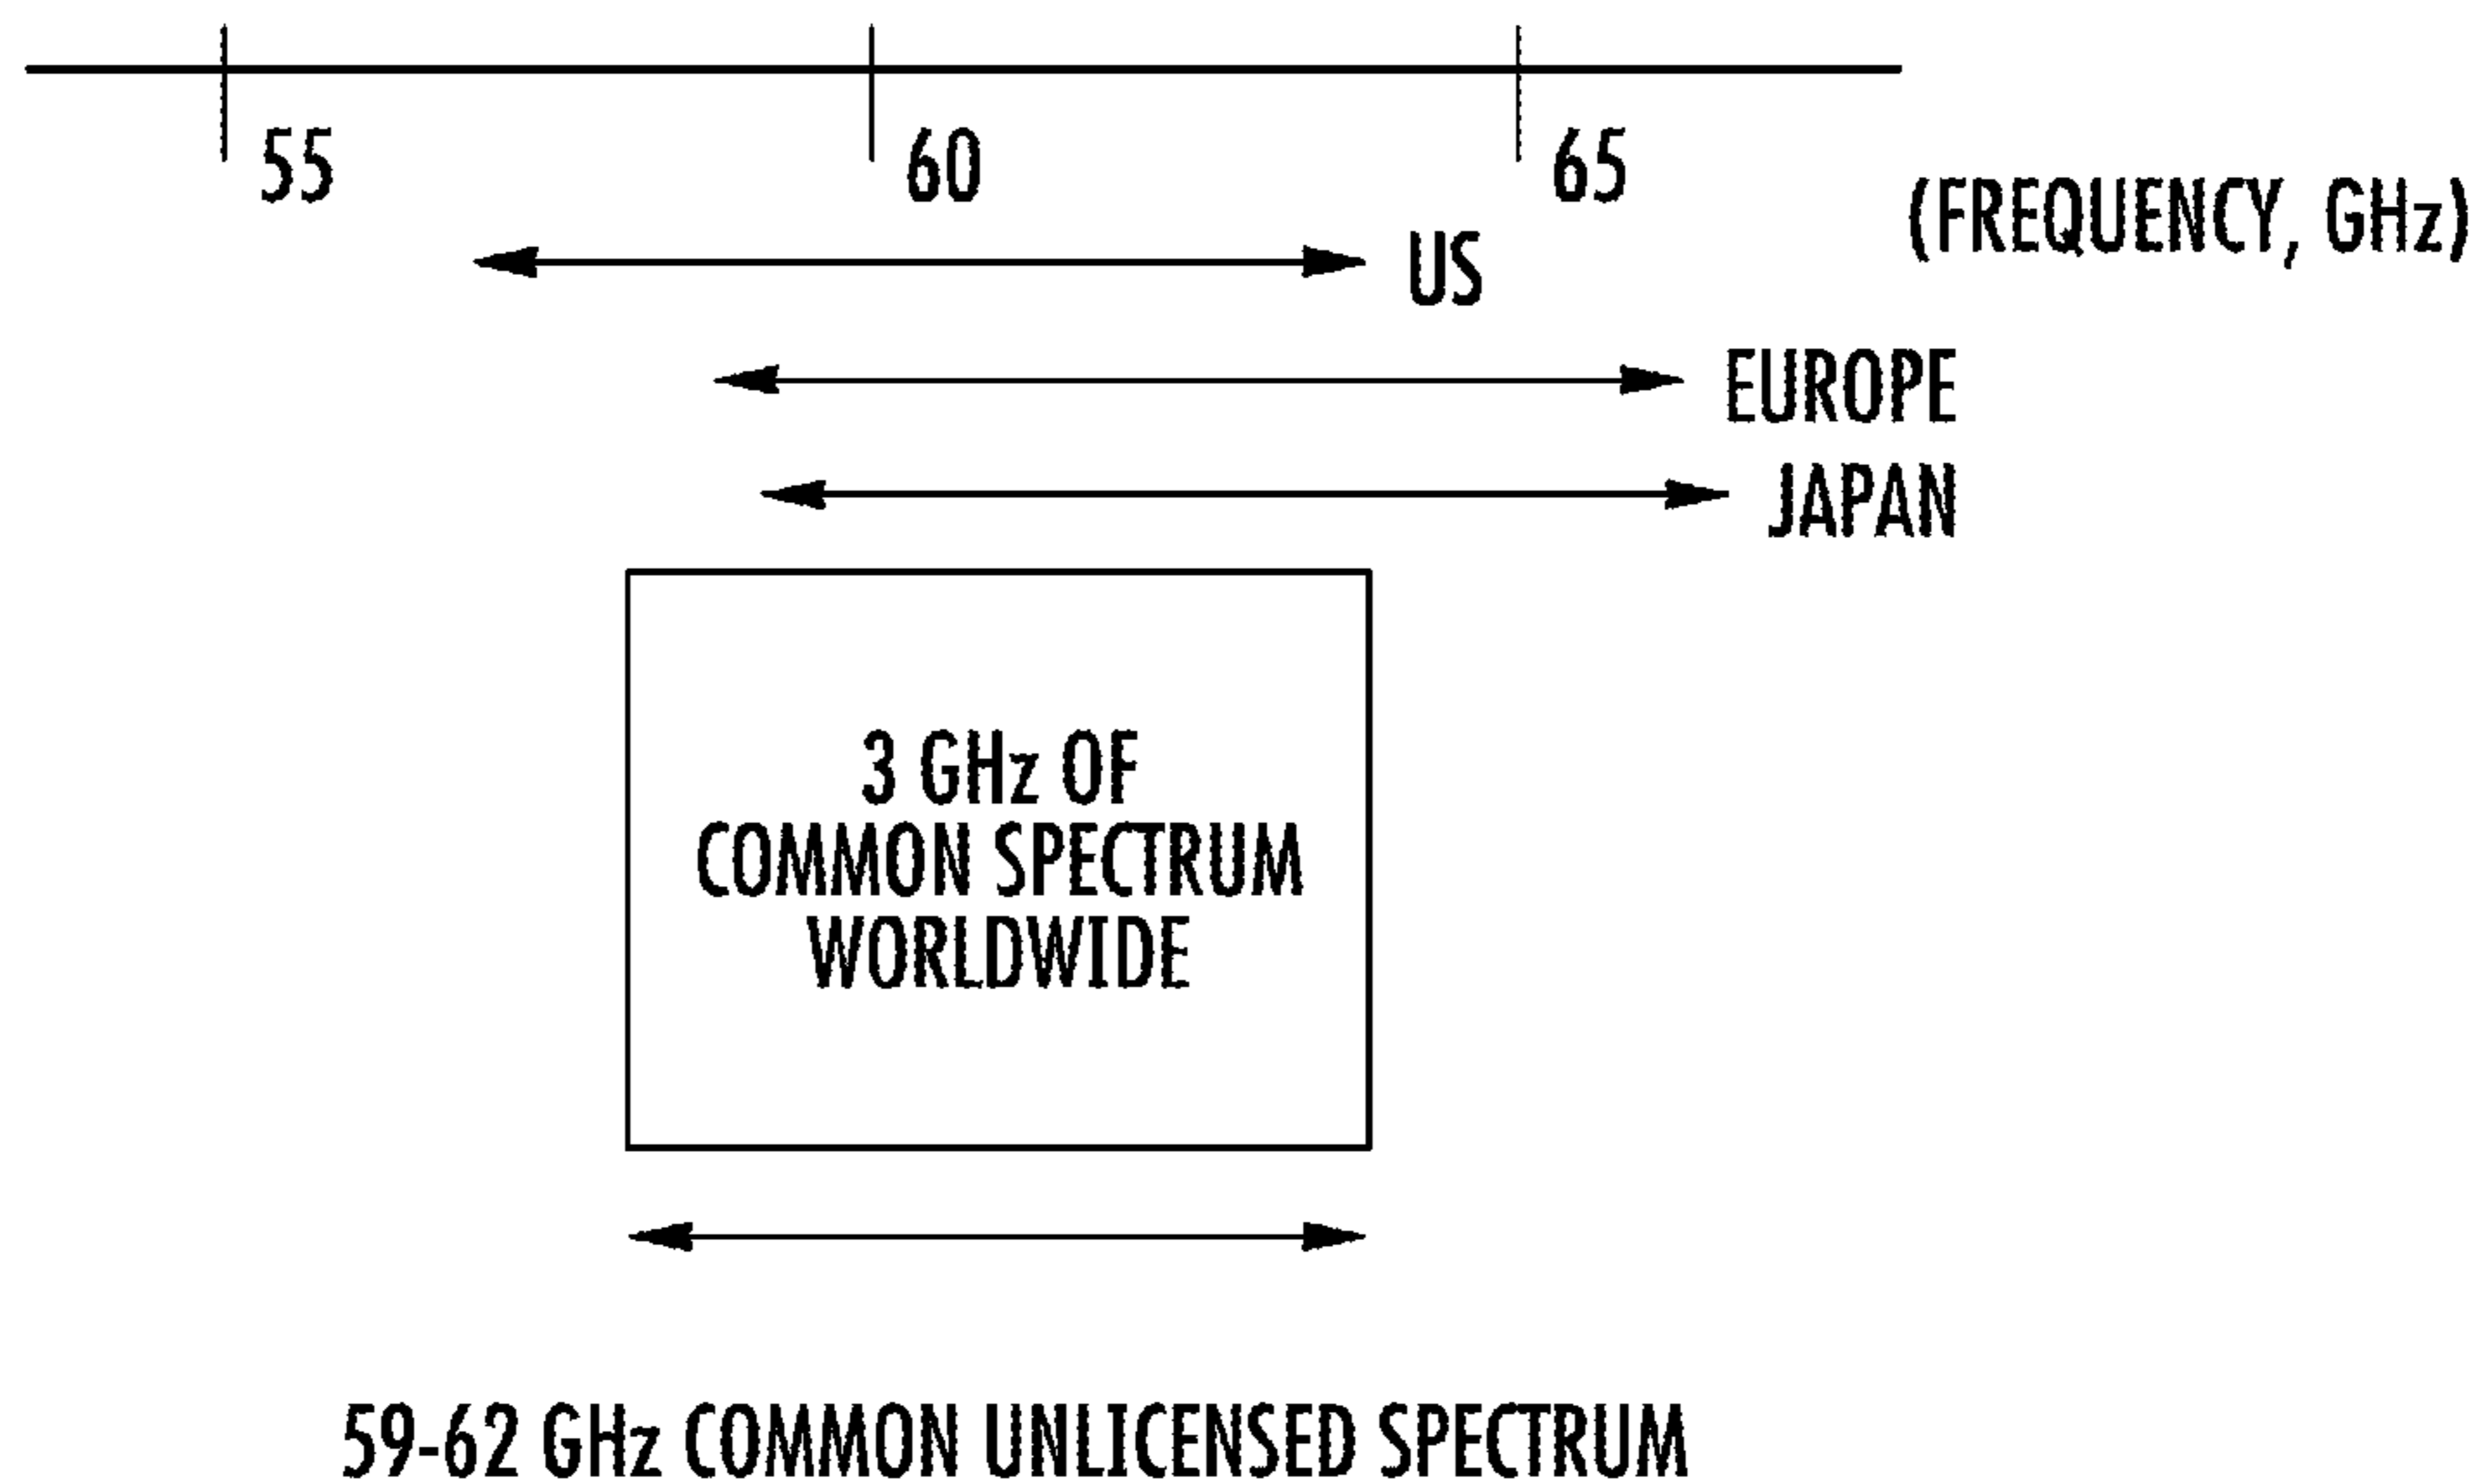 55
60
65
(FREQUENCY, GHz)
US
EUROPE
JAPAN
3 GHz OF
COMMON SPECTRUM
WORLDWIDE
59-62 GHz COMMON UNLICENSED SPECTRUM